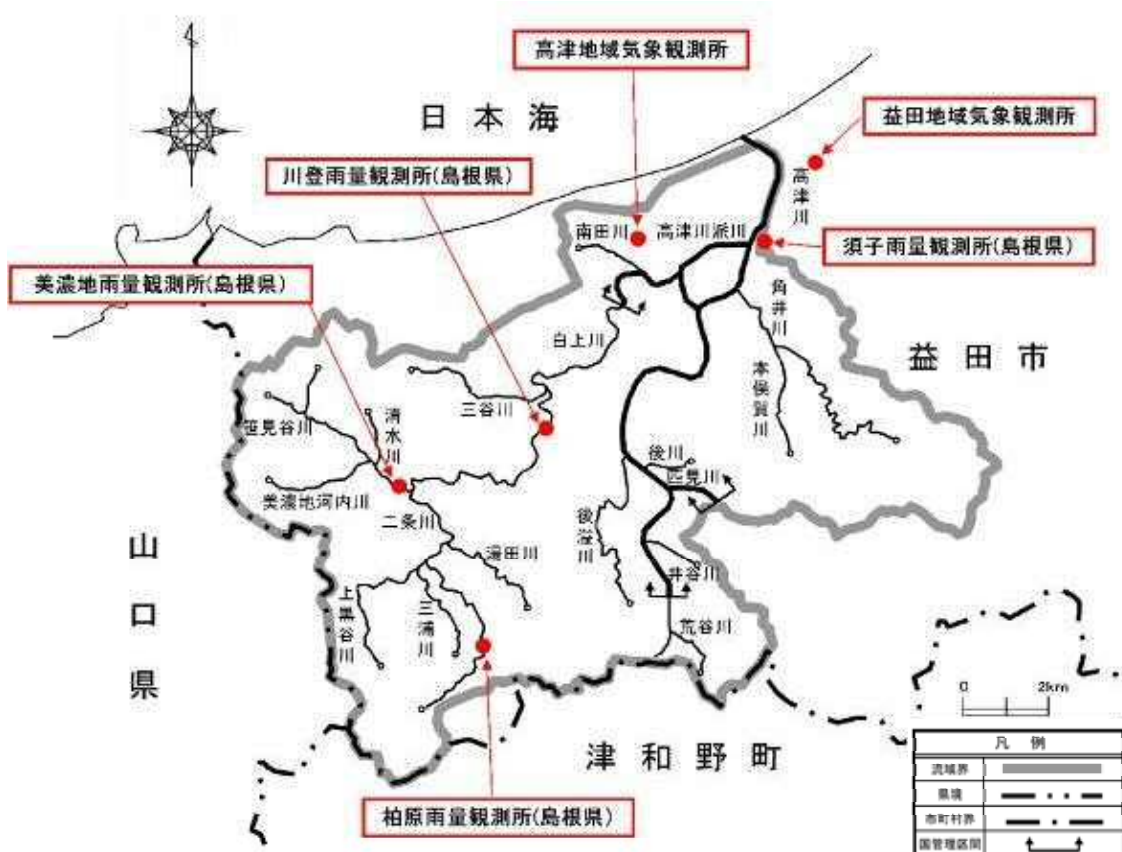 高津地域気象観測所
益田地域気象観測所
日本海
川登雨量観測所(島根県)
高津川
南田川
高津川派川
須子雨量観測所(島根県)
美濃地雨量観測所(島根県)
角井川
白上川
益田市
本俣賀川
三谷川
清水川
笹見谷川
後川
匹見川
美濃地河内川
二条川
後溢川
湯田川
山口県
井谷川
上黒谷川
三浦川
荒谷川
0 2km
津和野町
凡例
流域界
県境
市町村界
国管理区間
柏原雨量観測所(島根県)